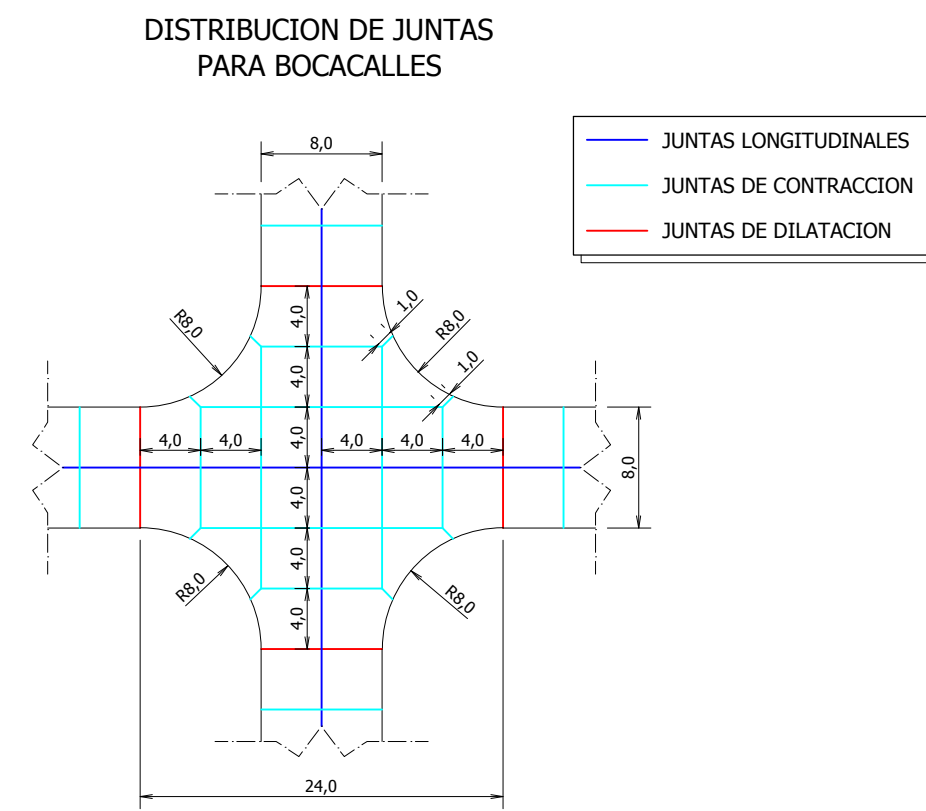 DISTRIBUCION DE JUNTAS
PARA BOCACALLES
JUNTAS LONGITUDINALES
JUNTAS DE CONTRACCION
JUNTAS DE DILATACION
8,0
R8,0
4,0
1,0
R8,0
4,0
1,0
4,0
4,0
4,0
4,0
4,0
4,0
4,0
8,0
4,0
R8,0
R8,0
4,0
24,0